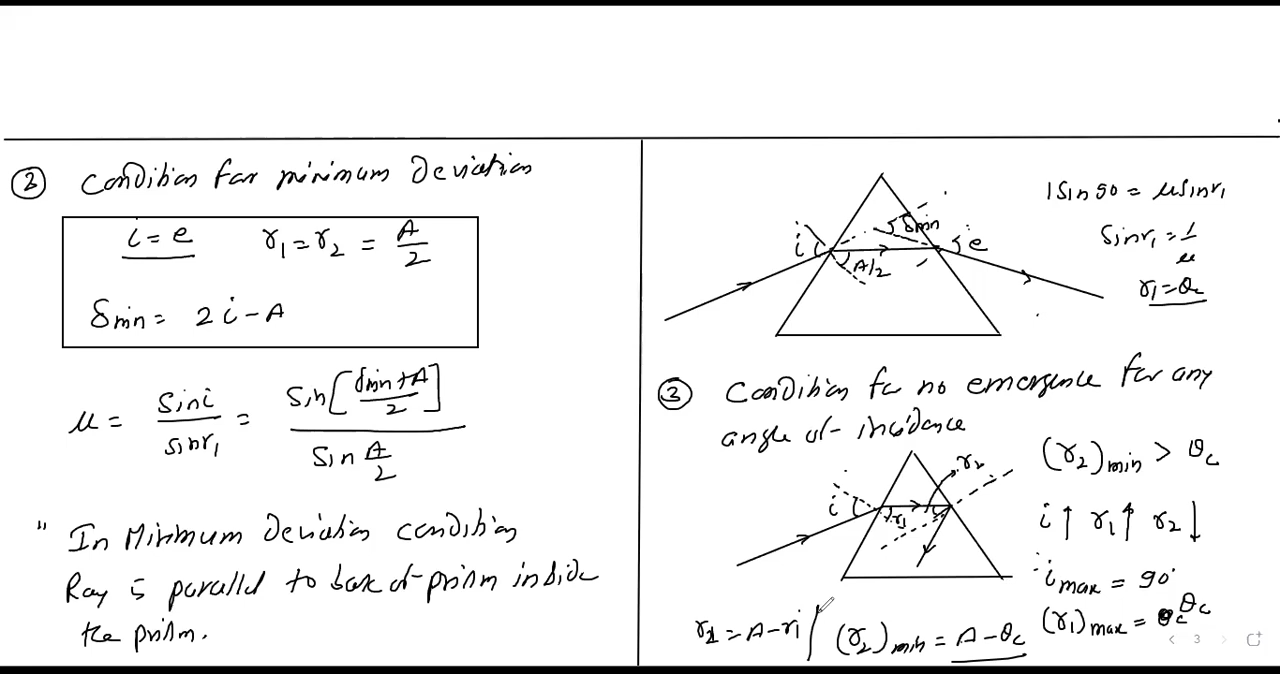 ② Condition for minimum Deviation
i = e r₁ = r₂ = A/2
δmin = 2i - A
μ = sin i / sin r₁ = sin[(δmin + A)/2] / sin A/2
" In Minimum Deviation condition
Ray is parallel to base of prism inside
the prism.
1 sin 90 = μ sin r₁
sin r₁ = 1/μ
r₁ = θc
i δmin e
A/2
③ Condition for no emergence for any
angle of incidence
(r₂)min > θc
i r₁ r₂
i↑ r₁↑ r₂↓
imax = 90°
(r₁)max = θc
r₂ = A - r₁ (r₂)min = A - θc
3